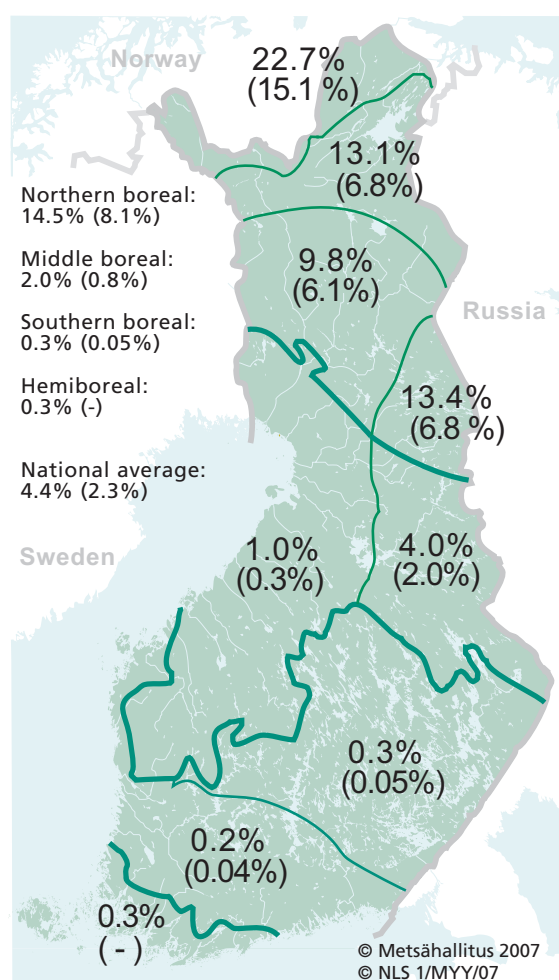 Norway
22.7%
(15.1 %)
13.1%
(6.8%)
Northern boreal:
14.5% (8.1%)
Middle boreal:
2.0% (0.8%)
Southern boreal:
0.3% (0.05%)
Hemiboreal:
0.3% (-)
National average:
4.4% (2.3%)
9.8%
(6.1%)
Russia
13.4%
(6.8 %)
Sweden
1.0%
(0.3%)
4.0%
(2.0%)
0.3%
(0.05%)
0.2%
(0.04%)
0.3%
( - )
© Metsähallitus 2007
© NLS 1/MYY/07